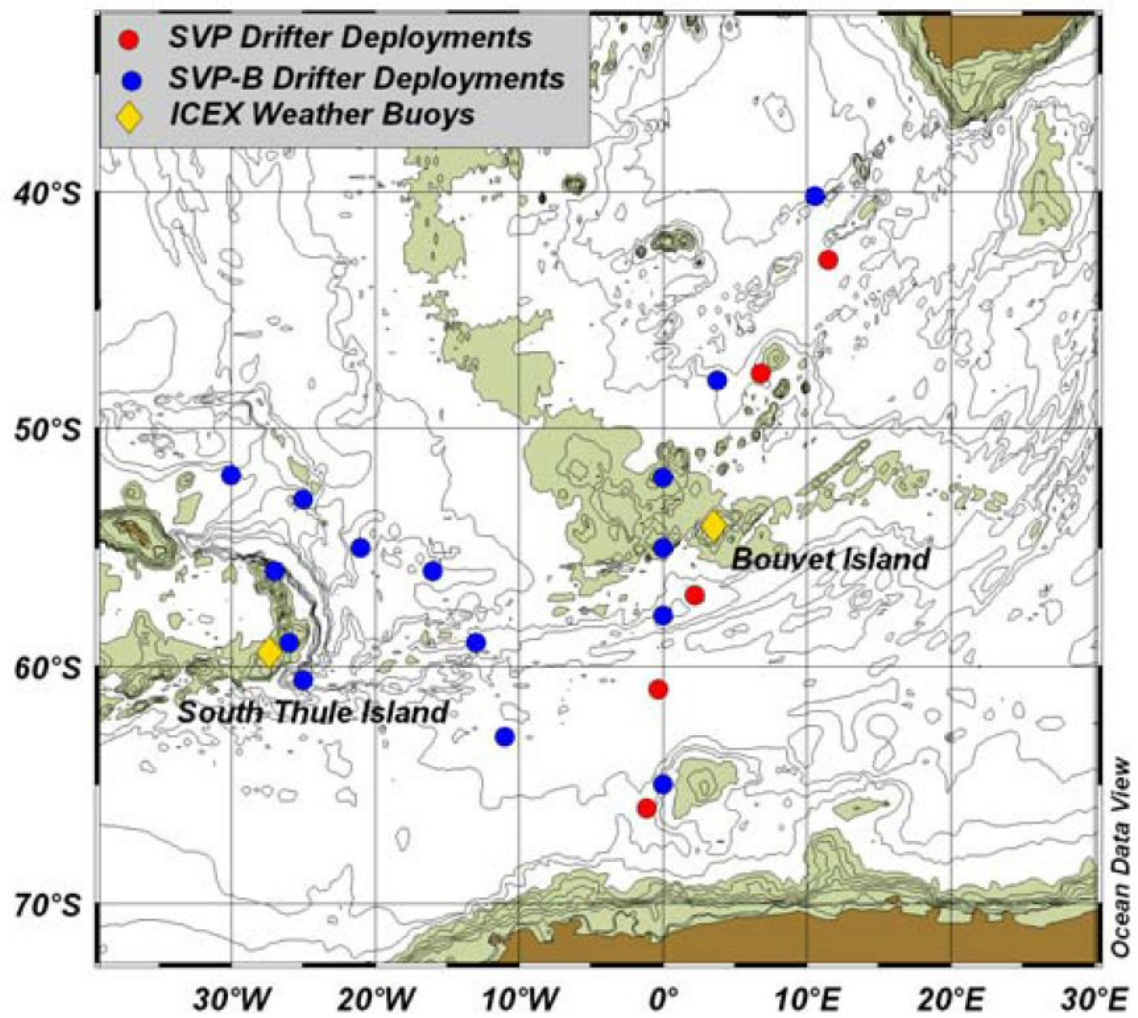 SVP Drifter Deployments
SVP-B Drifter Deployments
ICEX Weather Buoys
40°S
50°S
Bouvet Island
60°S
South Thule Island
70°S
Ocean Data View
30°W 20°W 10°W 0° 10°E 20°E 30°E